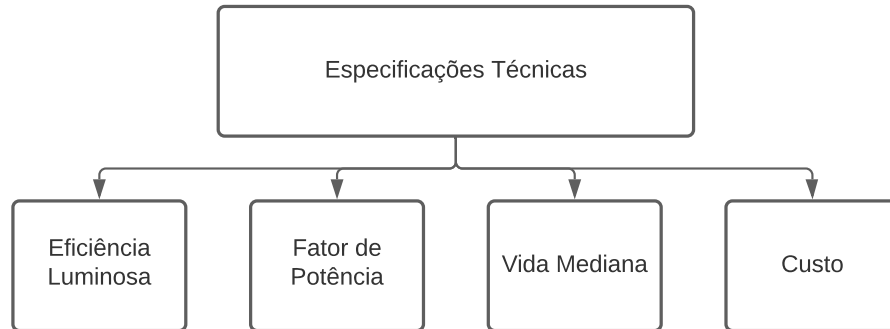 Especificações Técnicas
Eficiência
Luminosa
Fator de
Potência
Vida Mediana
Custo